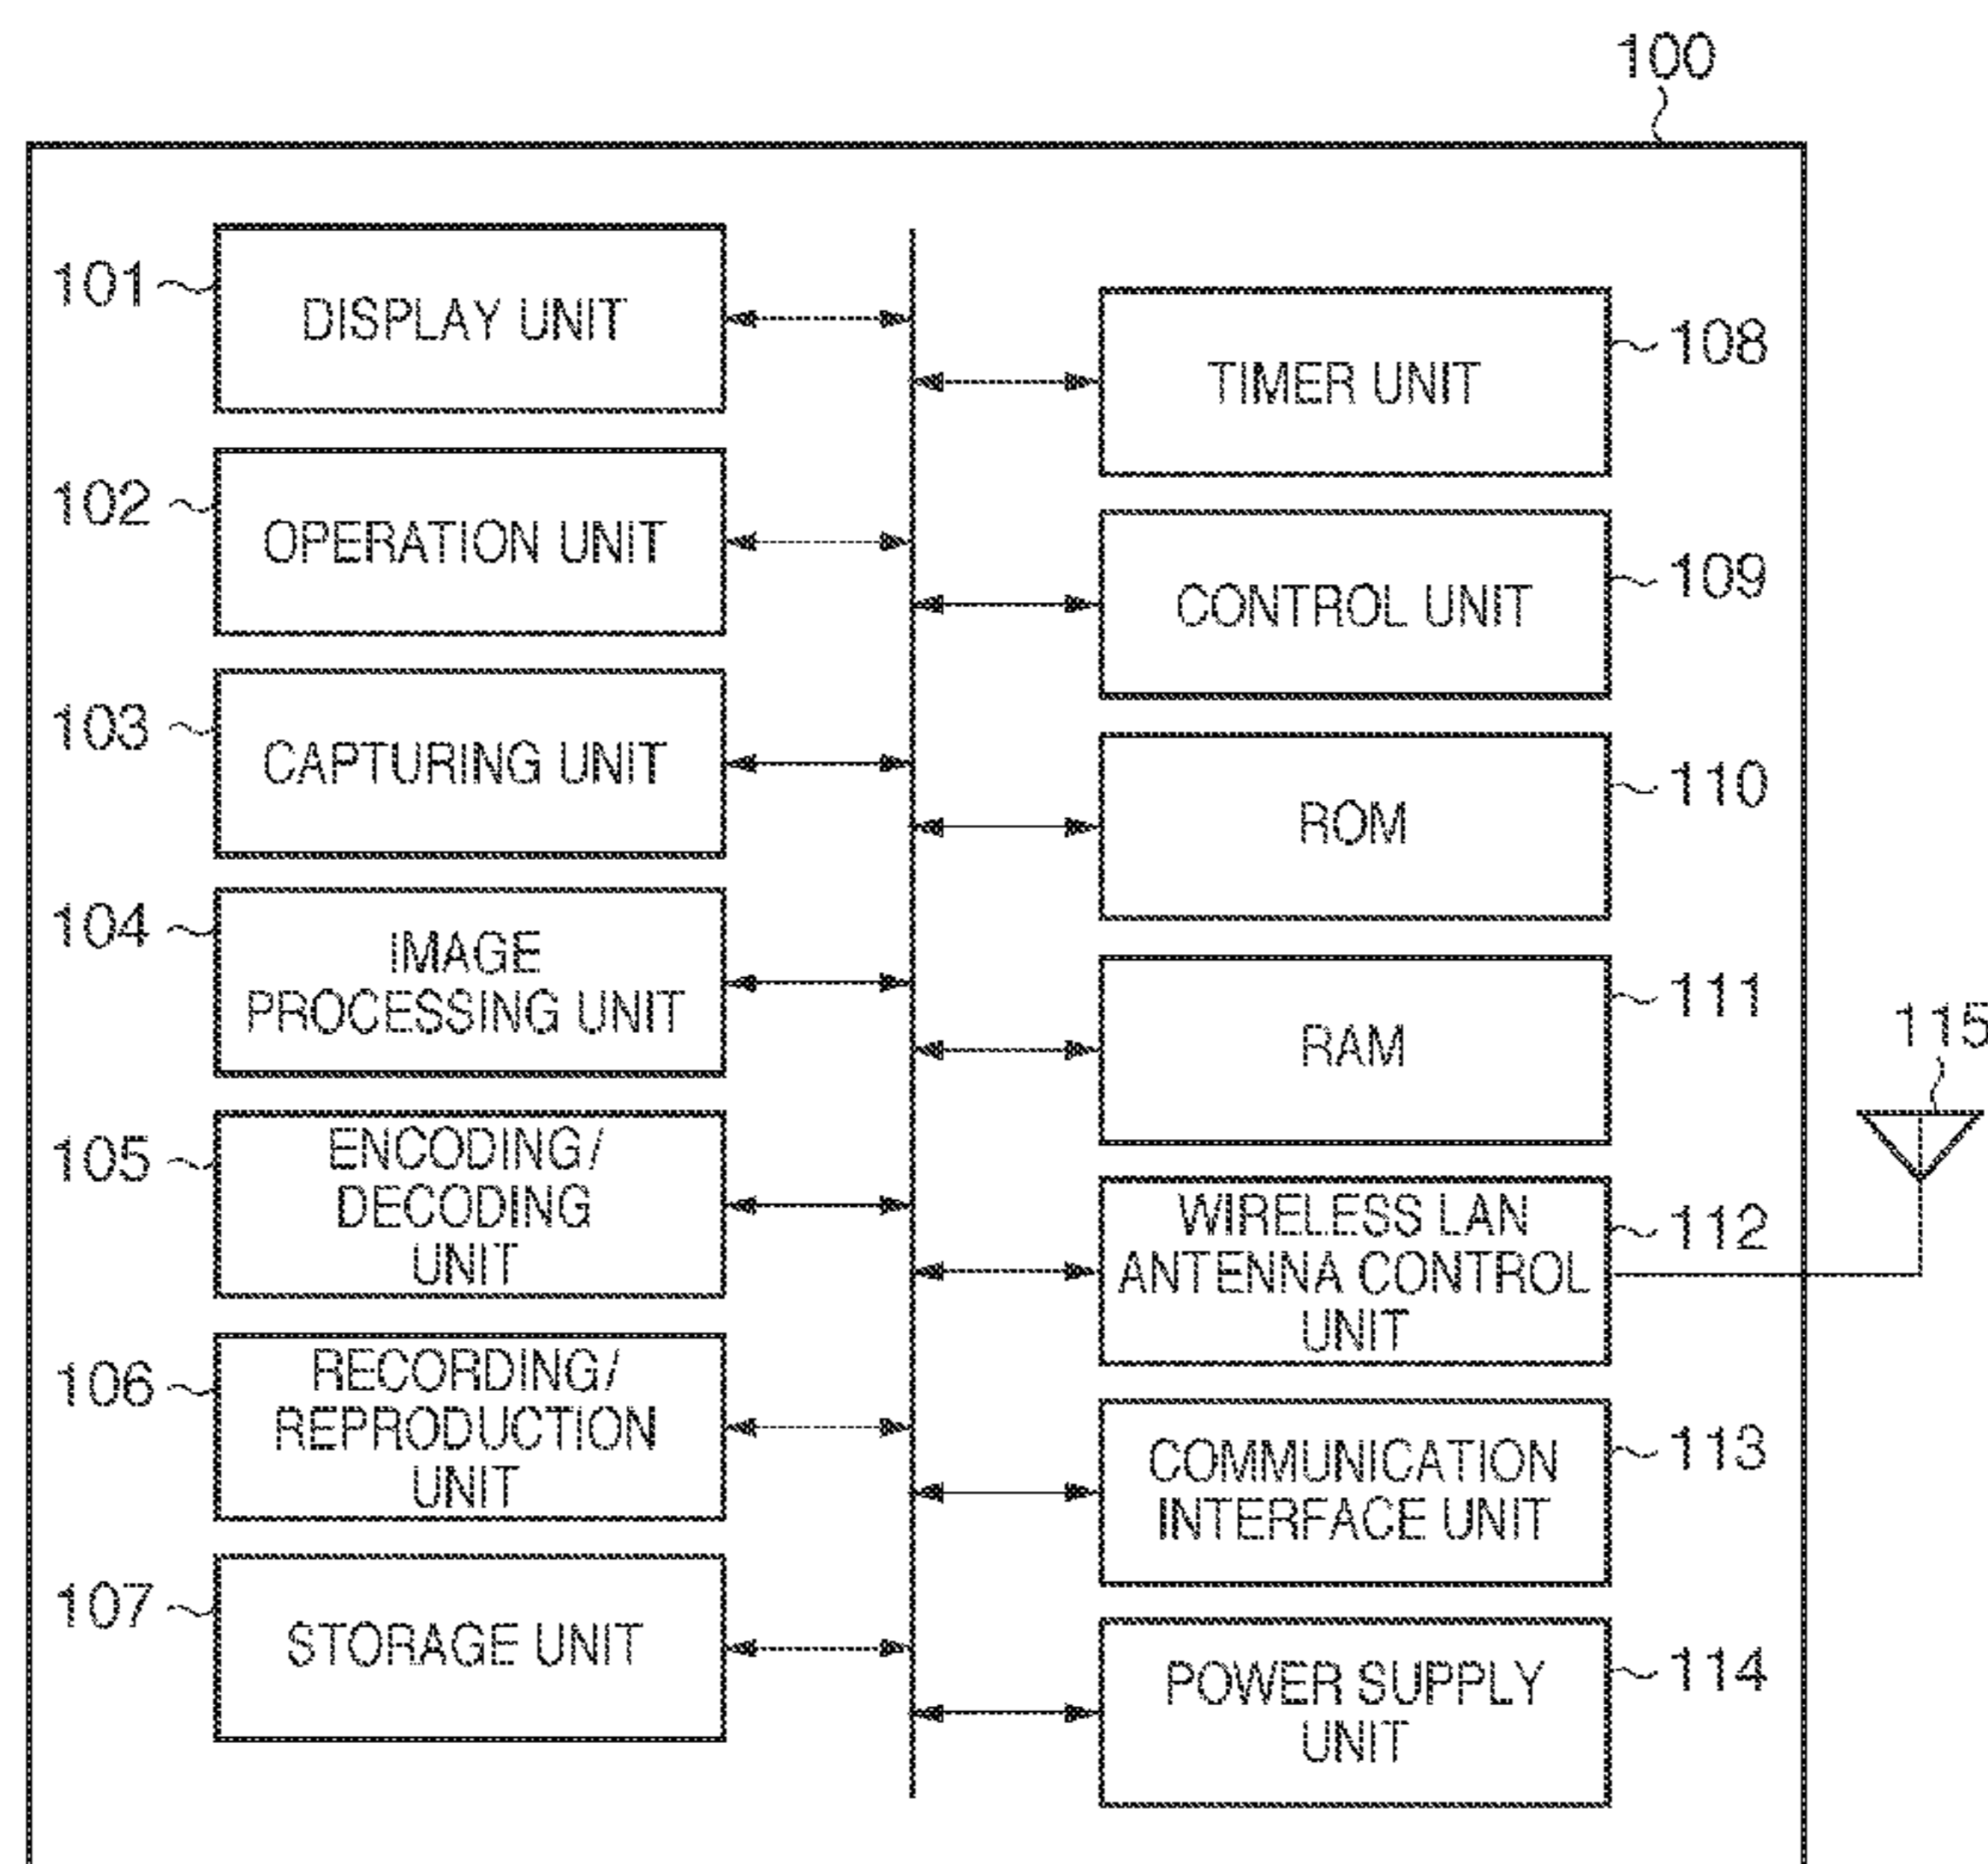 100
101
DISPLAY UNIT
102
OPERATION UNIT
103
CAPTURING UNIT
104
IMAGE
PROCESSING UNIT
105
ENCODING/
DECODING
UNIT
106
RECORDING/
REPRODUCTION
UNIT
107
STORAGE UNIT
108
TIMER UNIT
109
CONTROL UNIT
110
ROM
111
RAM
112
WIRELESS LAN
ANTENNA CONTROL
UNIT
113
COMMUNICATION
INTERFACE UNIT
114
POWER SUPPLY
UNIT
115